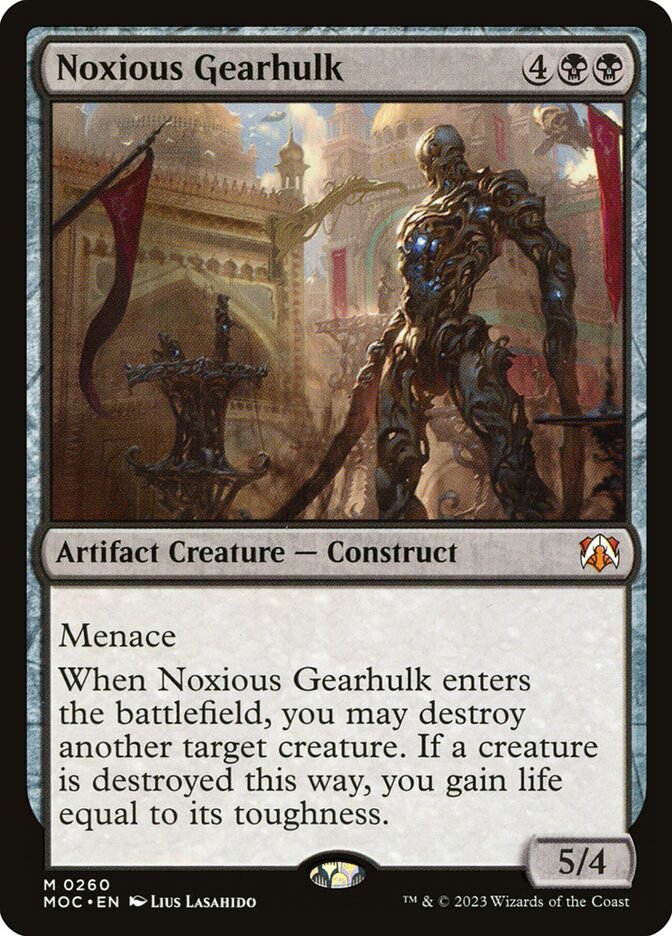 Noxious Gearhulk 4
Artifact Creature — Construct
Menace
When Noxious Gearhulk enters
the battlefield, you may destroy
another target creature. If a creature
is destroyed this way, you gain life
equal to its toughness.
5/4
M 0260
MOC • EN Lius Lasahido ™ & © 2023 Wizards of the Coast